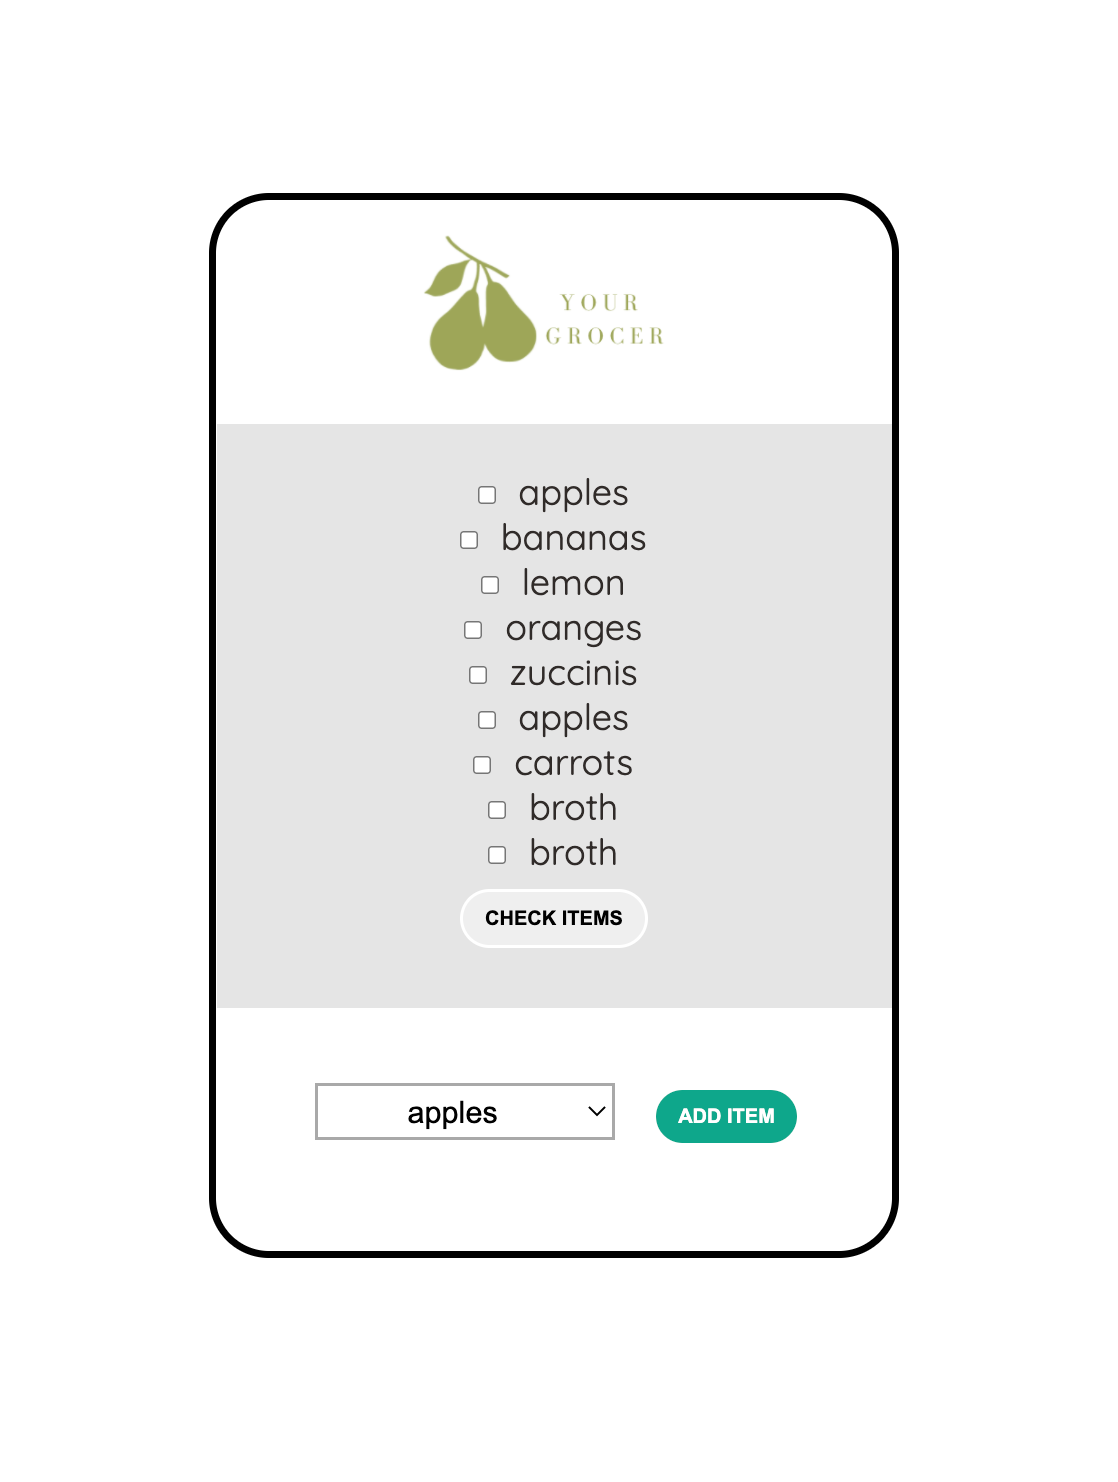 YOUR
GROCER
apples
bananas
lemon
oranges
zuccinis
apples
carrots
broth
broth
CHECK ITEMS
apples
ADD ITEM